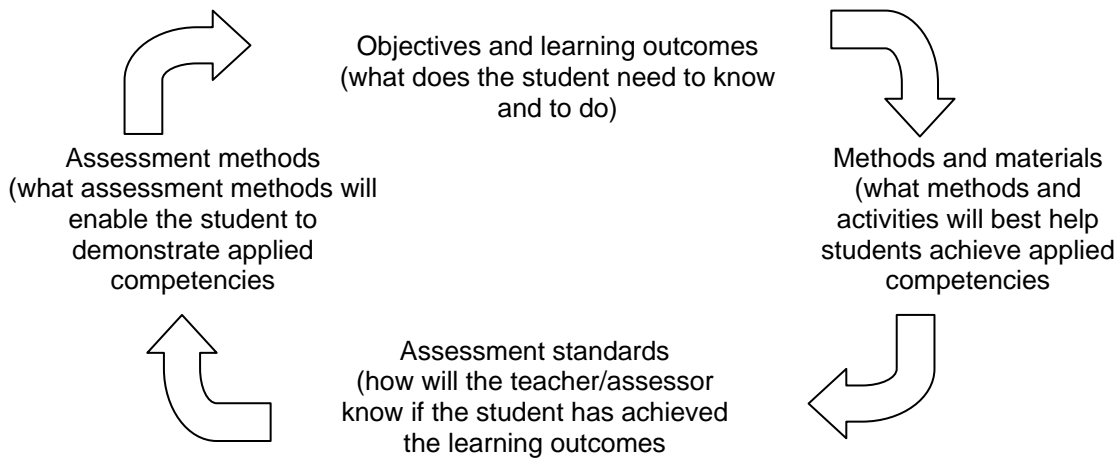 Objectives and learning outcomes
(what does the student need to know
and to do)
Methods and materials
(what methods and
activities will best help
students achieve applied
competencies
Assessment standards
(how will the teacher/assessor
know if the student has achieved
the learning outcomes
Assessment methods
(what assessment methods will
enable the student to
demonstrate applied
competencies